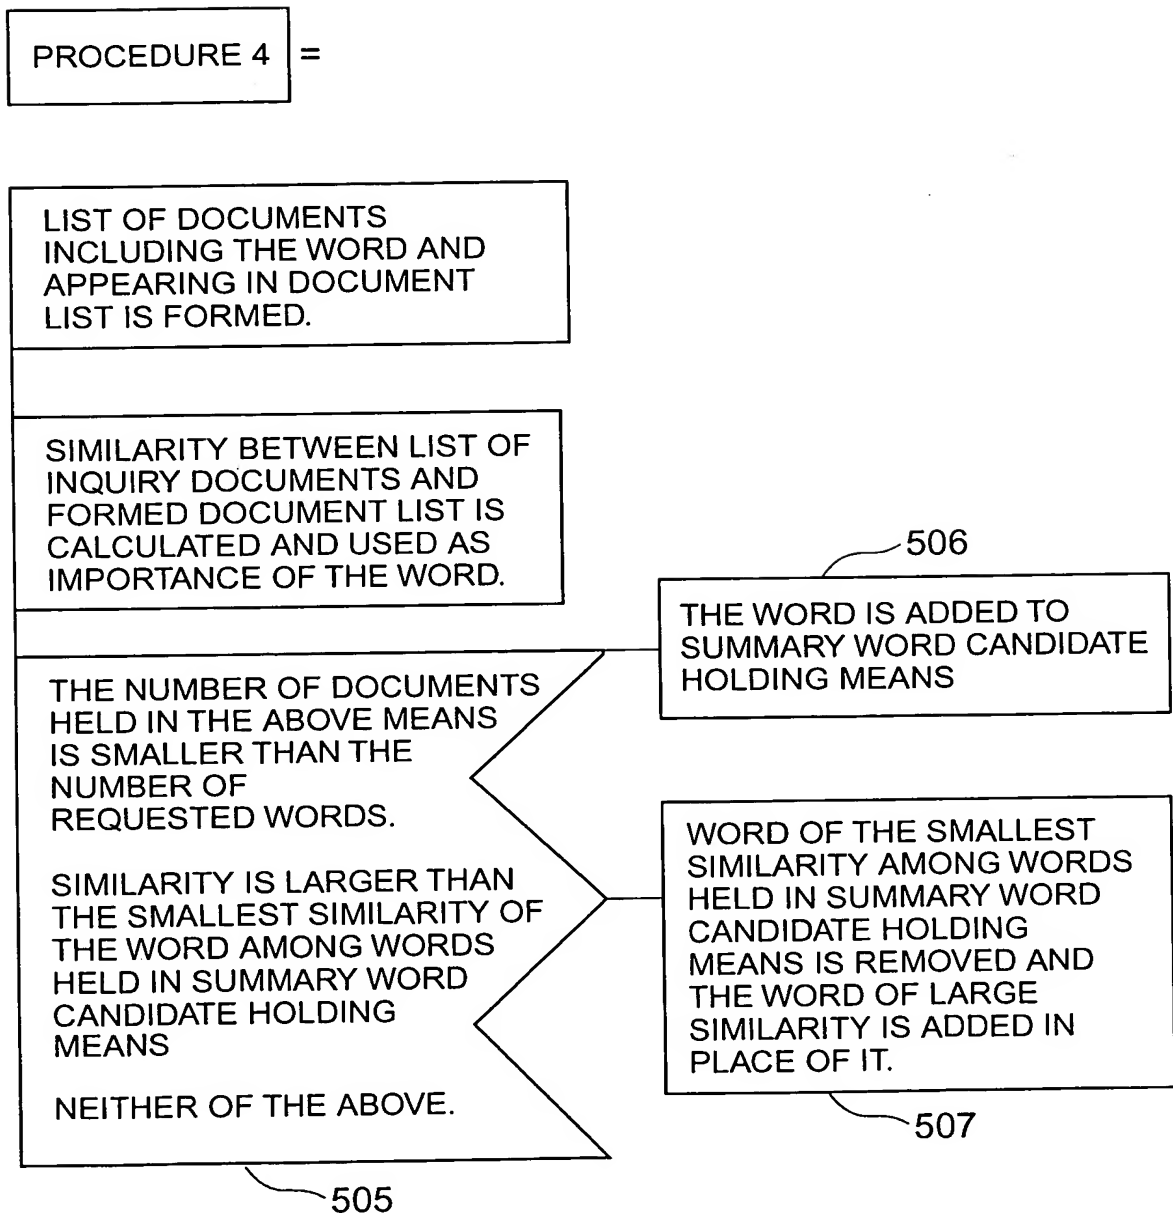 PROCEDURE 4 =
LIST OF DOCUMENTS
INCLUDING THE WORD AND
APPEARING IN DOCUMENT
LIST IS FORMED.
SIMILARITY BETWEEN LIST OF
INQUIRY DOCUMENTS AND
FORMED DOCUMENT LIST IS
CALCULATED AND USED AS
IMPORTANCE OF THE WORD.
506
THE WORD IS ADDED TO
SUMMARY WORD CANDIDATE
HOLDING MEANS
THE NUMBER OF DOCUMENTS
HELD IN THE ABOVE MEANS
IS SMALLER THAN THE
NUMBER OF
REQUESTED WORDS.
SIMILARITY IS LARGER THAN
THE SMALLEST SIMILARITY OF
THE WORD AMONG WORDS
HELD IN SUMMARY WORD
CANDIDATE HOLDING
MEANS
NEITHER OF THE ABOVE.
WORD OF THE SMALLEST
SIMILARITY AMONG WORDS
HELD IN SUMMARY WORD
CANDIDATE HOLDING
MEANS IS REMOVED AND
THE WORD OF LARGE
SIMILARITY IS ADDED IN
PLACE OF IT.
507
505